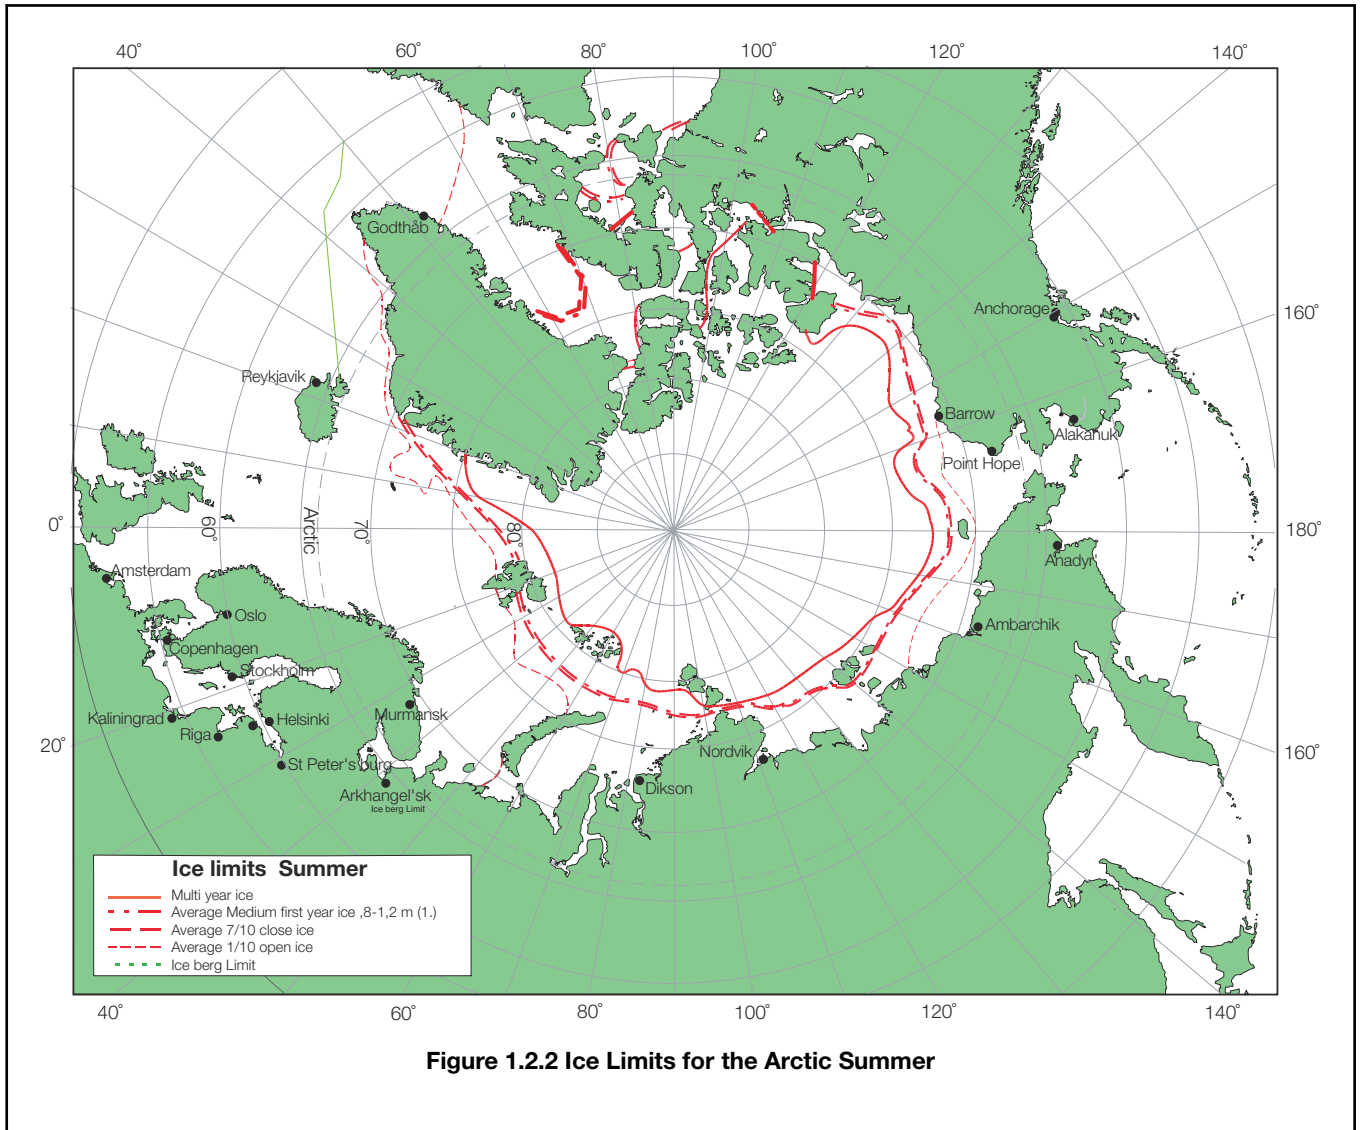 40° 60° 80° 100° 120° 140°
Godthåb
Anchorage
160°
Reykjavik
Barrow
Alakanuk
Point Hope
0°
60°
Arctic
70°
80°
180°
Anadyr'
Amsterdam
Oslo
Ambarchik
Copenhagen
Stockholm
Kaliningrad
Helsinki
Murmansk
Riga
20°
Nordvik
160°
St Peter's burg
Arkhangel'sk
Dikson
Ice berg Limit
Ice limits Summer
Multi year ice
Average Medium first year ice ,8-1,2 m (1.)
Average 7/10 close ice
Average 1/10 open ice
Ice berg Limit
40° 60° 80° 100° 120° 140°
Figure 1.2.2 Ice Limits for the Arctic Summer